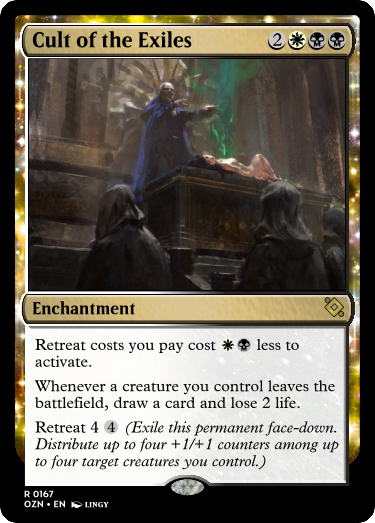 Cult of the Exiles 2
Enchantment
Retreat costs you pay cost less to
activate.
Whenever a creature you control leaves the
battlefield, draw a card and lose 2 life.
Retreat 4 4 (Exile this permanent face-down.
Distribute up to four +1/+1 counters among up
to four target creatures you control.)
R 0167
OZN • EN LINGY